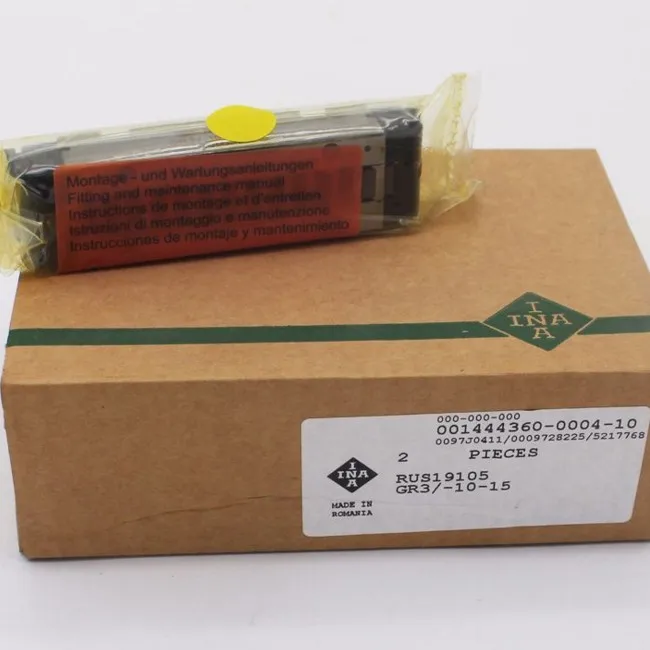 Montage - und Wartungsanleitungen
Fitting and maintenance manual
Instructions de montage et d'entretien
Istruzioni di montaggio e manutenzione
Instrucciones de montaje y mantenimiento
I
INA
A
000-000-000
001444360-0004-10
0097J0411/0009728225/5217768
2 PIECES
I
INA
A
RUS19105
GR3/-10-15
MADE IN
ROMANIA